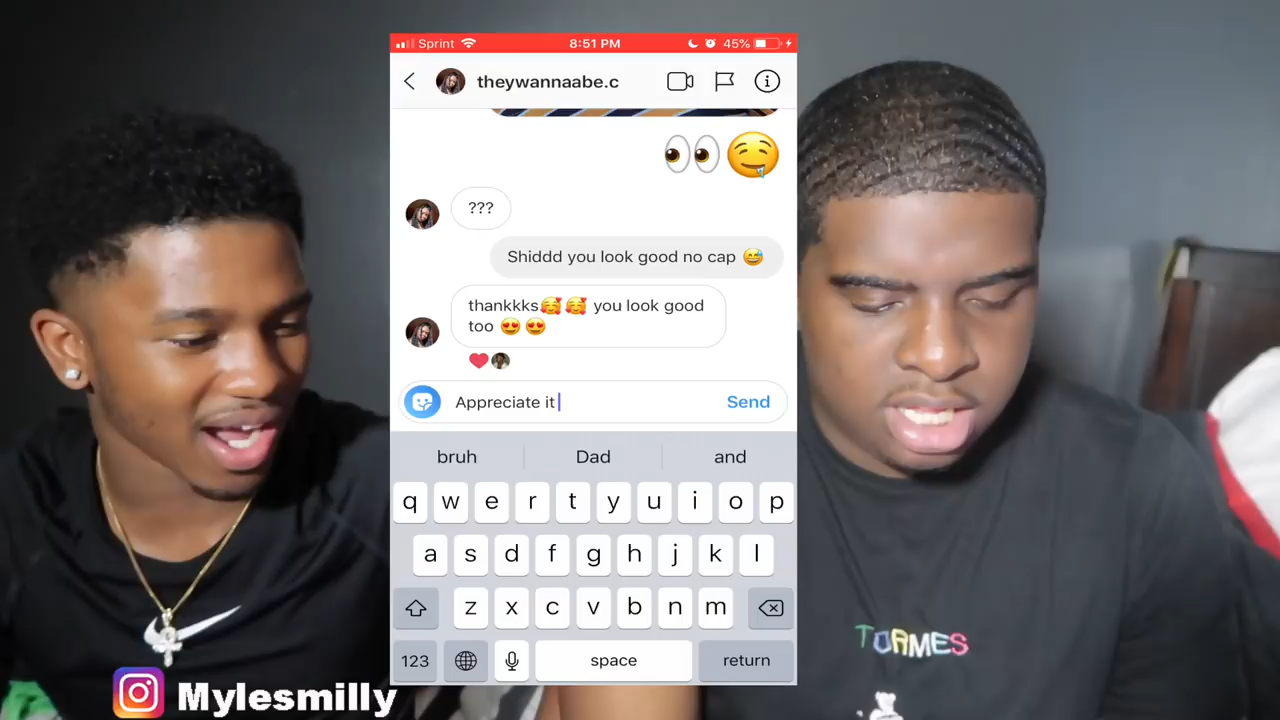 Sprint 8:51 PM 45%
theywannaabe.c
???
Shiddd you look good no cap 😅
thankkks🥰 🥰 you look good
too 😍 😍
Appreciate it Send
bruh Dad and
q w e r t y u i o p
a s d f g h j k l
z x c v b n m
123 space return
TORMES
Mylesmilly